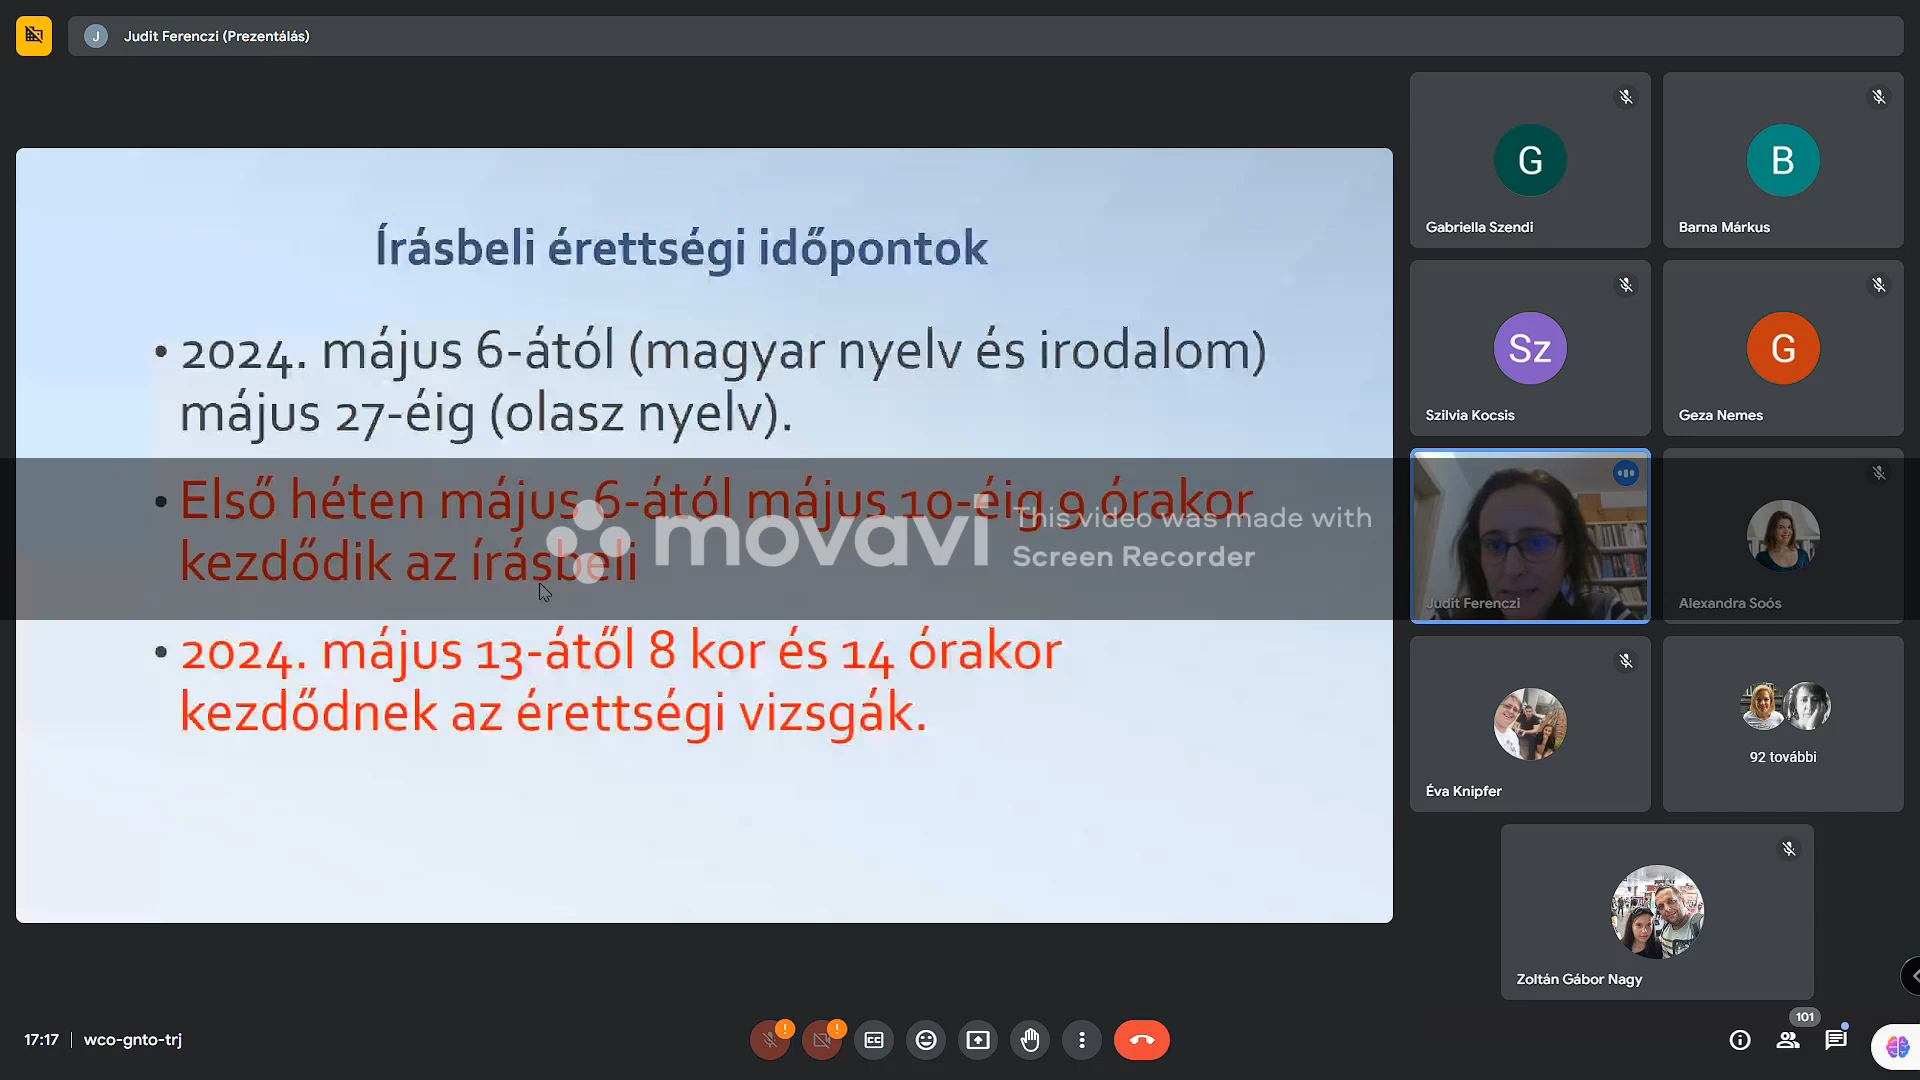 J Judit Ferenczi (Prezentálás)
Írásbeli érettségi időpontok
• 2024. május 6-ától (magyar nyelv és irodalom)
május 27-éig (olasz nyelv).
• Első héten május 6-ától május 10-éig 9 órakor
kezdődik az írásbeli
• 2024. május 13-ától 8 kor és 14 órakor
kezdődnek az érettségi vizsgák.
movavi
This video was made with
Screen Recorder
G
Gabriella Szendi
B
Barna Márkus
Sz
Szilvia Kocsis
G
Geza Nemes
Judit Ferenczi
Alexandra Soós
Éva Knipfer
92 további
Zoltán Gábor Nagy
17:17 | wco-gnto-trj
101